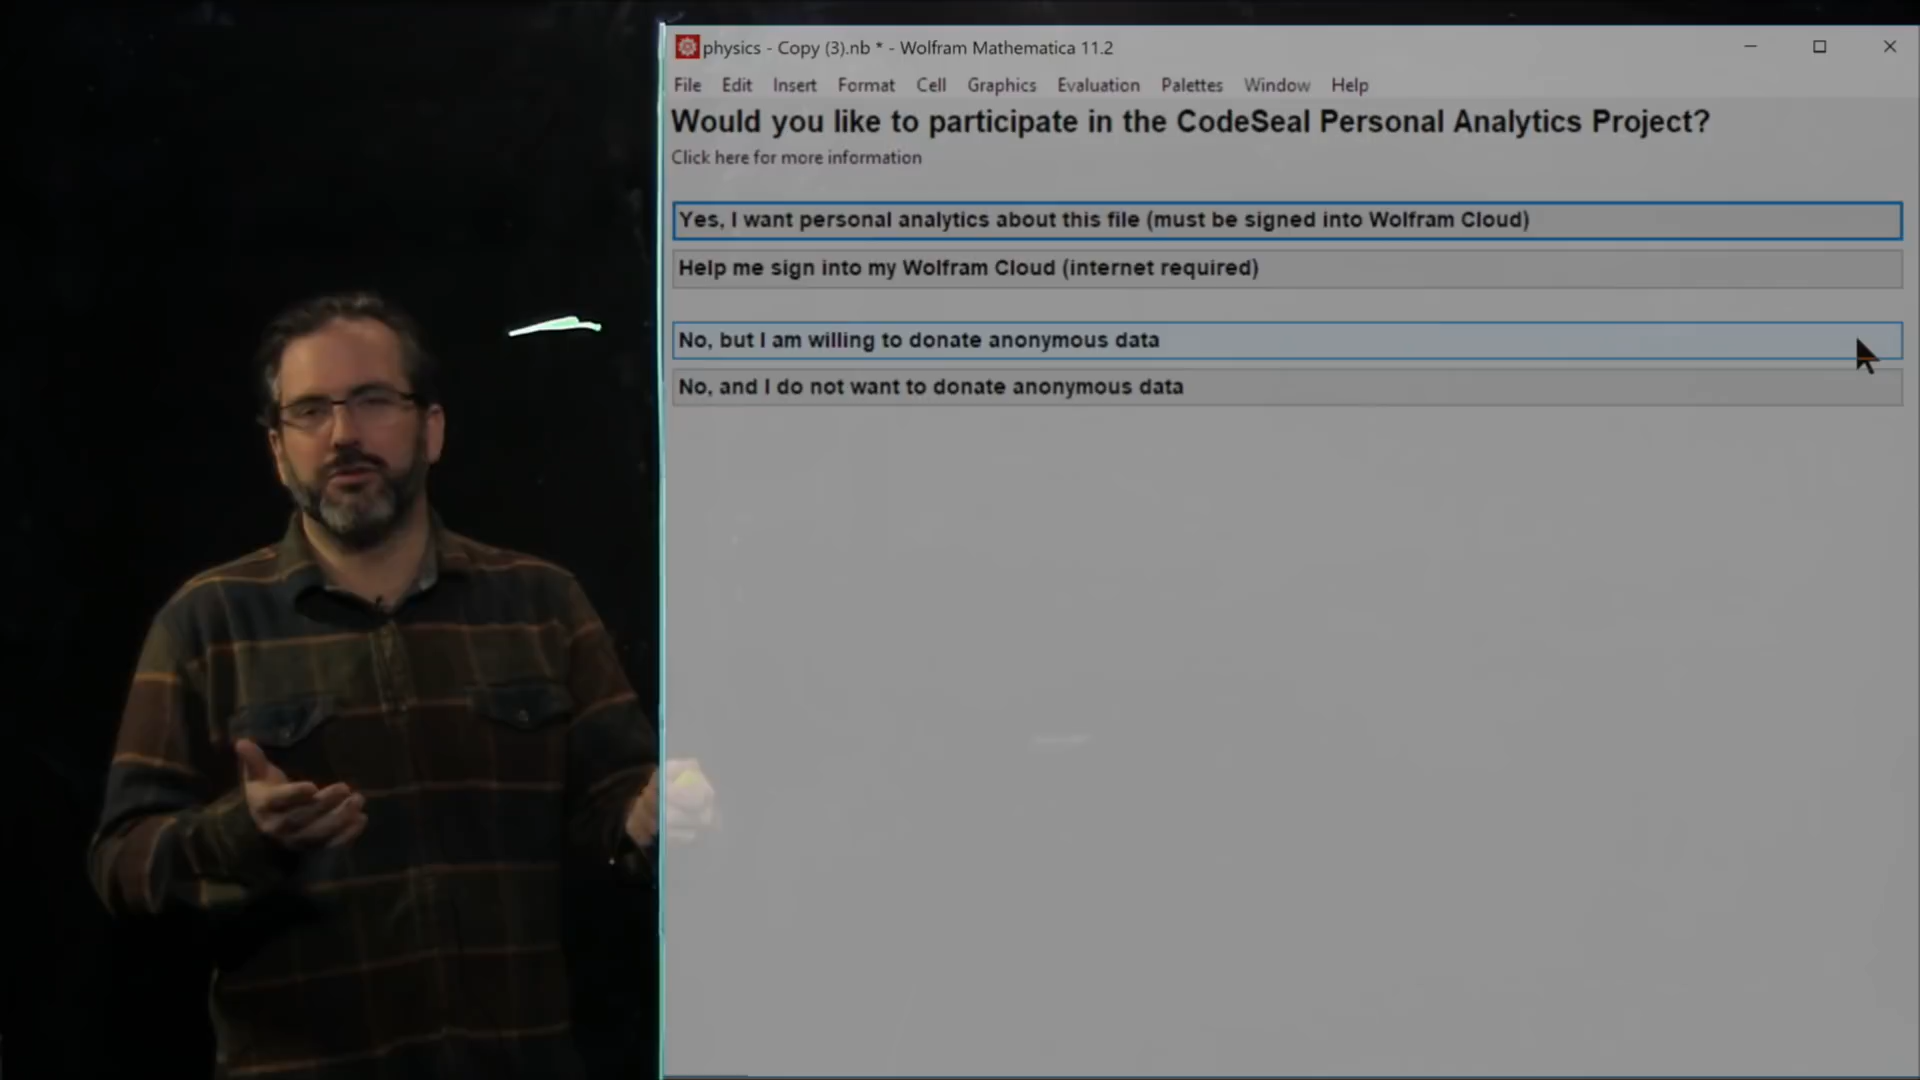 physics - Copy (3).nb * - Wolfram Mathematica 11.2
File Edit Insert Format Cell Graphics Evaluation Palettes Window Help
Would you like to participate in the CodeSeal Personal Analytics Project?
Click here for more information
Yes, I want personal analytics about this file (must be signed into Wolfram Cloud)
Help me sign into my Wolfram Cloud (internet required)
No, but I am willing to donate anonymous data
No, and I do not want to donate anonymous data